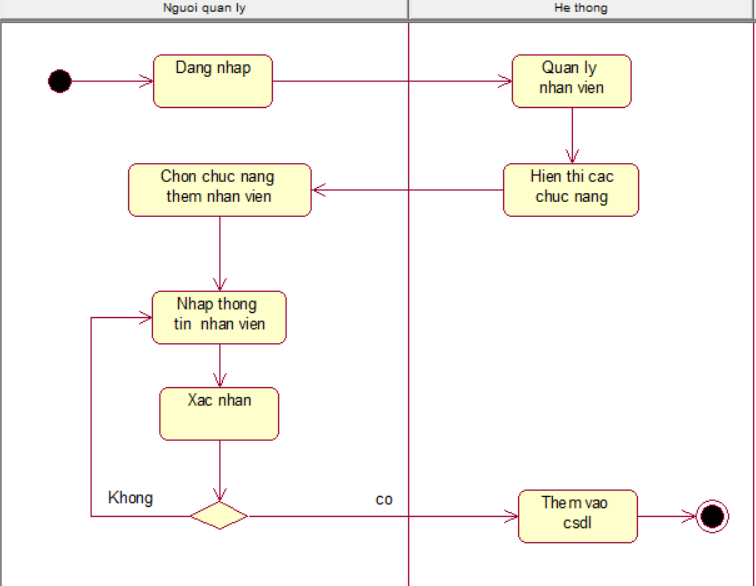 Nguoi quan ly
He thong
Dang nhap
Quan ly
nhan vien
Chon chuc nang
them nhan vien
Hien thi cac
chuc nang
Nhap thong
tin nhan vien
Xac nhan
Khong
co
Them vao
csdl